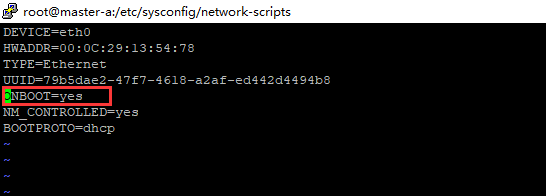 root@master-a:/etc/sysconfig/network-scripts
DEVICE=eth0
HWADDR=00:0C:29:13:54:78
TYPE=Ethernet
UUID=79b5dae2-47f7-4618-a2af-ed442d4494b8
ONBOOT=yes
NM_CONTROLLED=yes
BOOTPROTO=dhcp
~
~
~
~